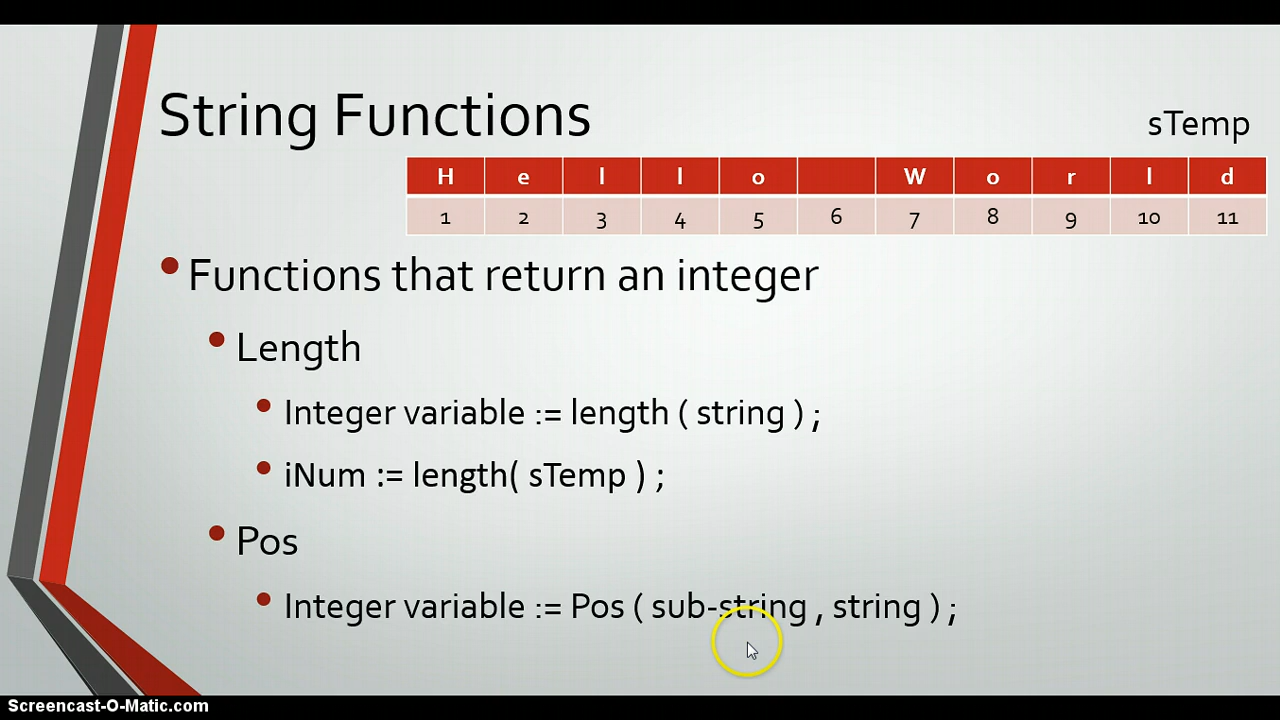 String Functions
sTemp
H e l l o W o r l d
1 2 3 4 5 6 7 8 9 10 11
Functions that return an integer
Length
Integer variable := length ( string ) ;
iNum := length( sTemp ) ;
Pos
Integer variable := Pos ( sub-string , string ) ;
Screencast-O-Matic.com